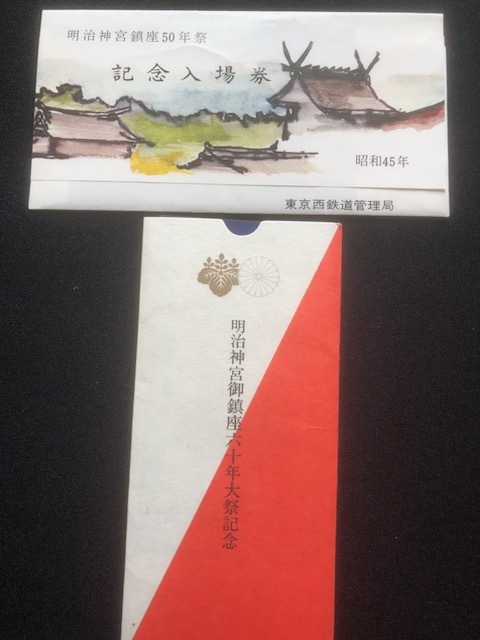 明治神宮鎮座50年祭
記念入場券
昭和45年
東京西鉄道管理局
明治神宮御鎮座六十年大祭記念